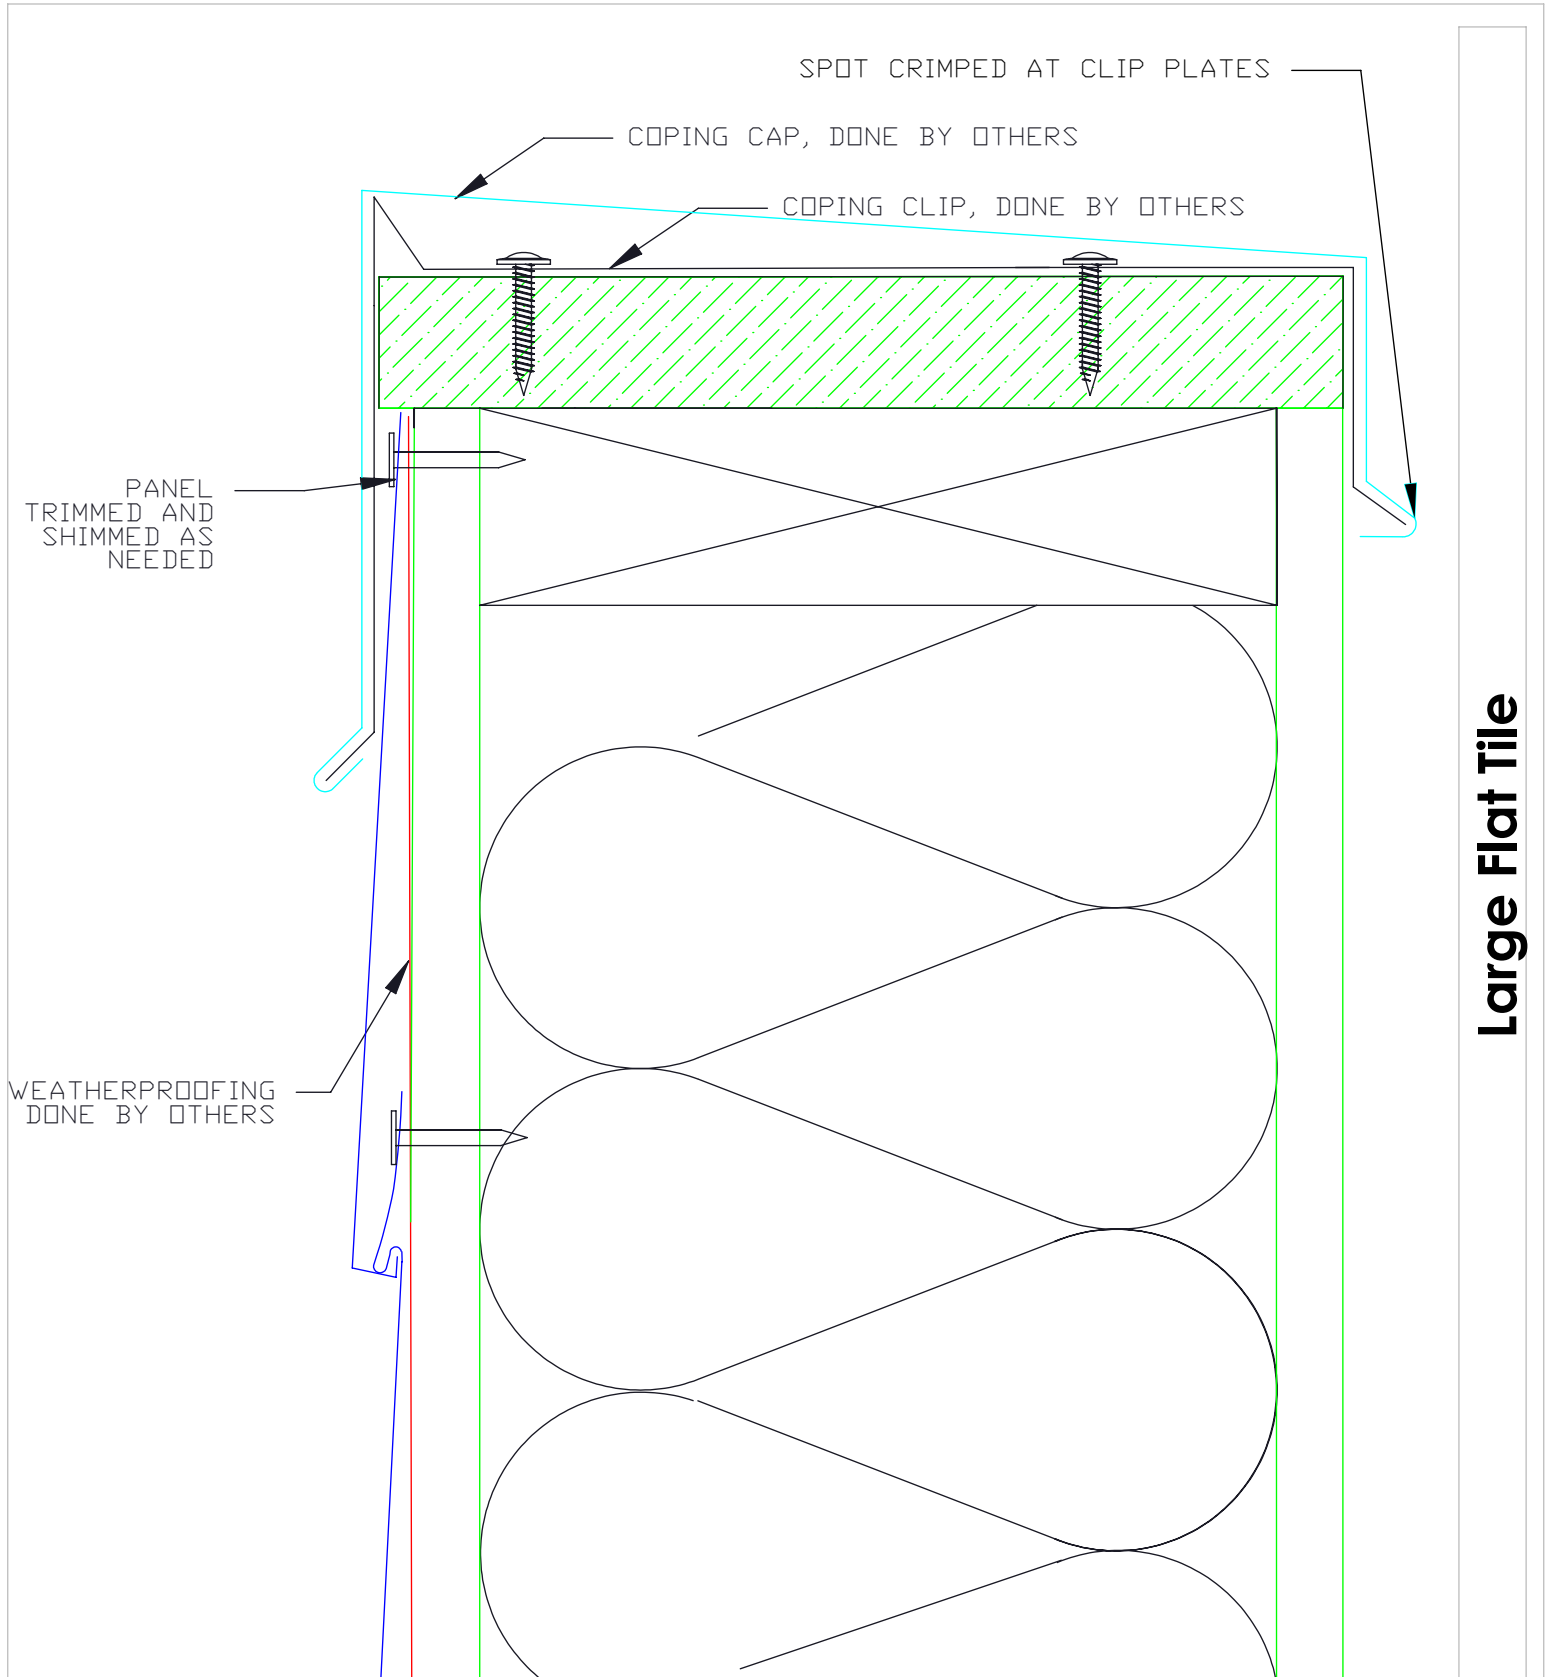 SPOT CRIMPED AT CLIP PLATES
COPING CAP, DONE BY OTHERS
COPING CLIP, DONE BY OTHERS
PANEL
TRIMMED AND
SHIMMED AS
NEEDED
WEATHERPROOFING
DONE BY OTHERS
Large Flat Tile